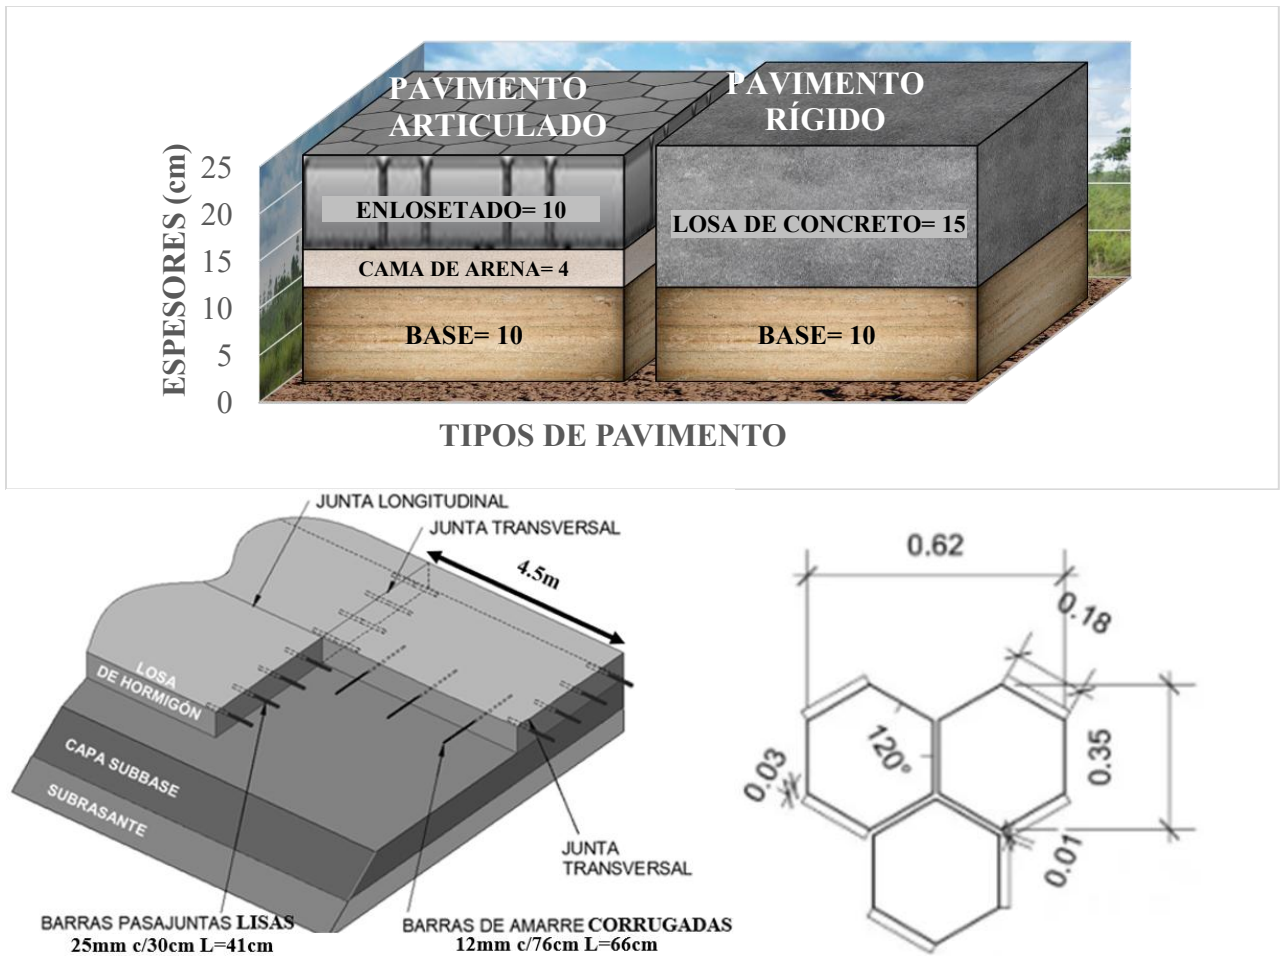 PAVIMENTO
ARTICULADO
PAVIMENTO
RÍGIDO
ESPESORES (cm)
25
20
15
10
5
0
ENLOSETADO= 10
CAMA DE ARENA= 4
BASE= 10
LOSA DE CONCRETO= 15
BASE= 10
TIPOS DE PAVIMENTO
JUNTA LONGITUDINAL
JUNTA TRANSVERSAL
4.5m
LOSA
DE HORMIGÓN
CAPA SUBBASE
SUBRASANTE
JUNTA
TRANSVERSAL
BARRAS PASAJUNTAS LISAS
25mm c/30cm L=41cm
BARRAS DE AMARRE CORRUGADAS
12mm c/76cm L=66cm
0.62
0.18
120°
0.35
0.03
0.01